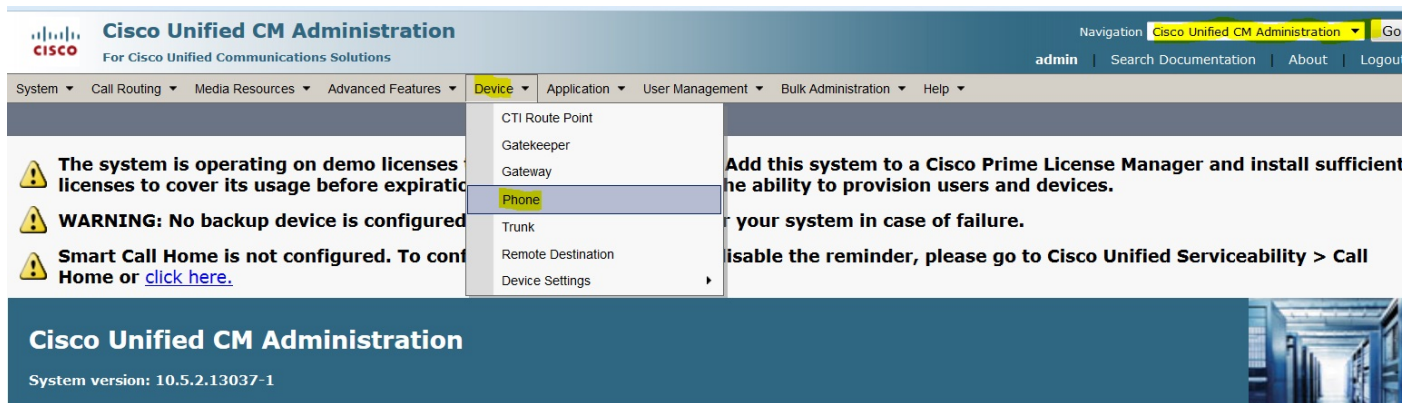 CISCO
Cisco Unified CM Administration
For Cisco Unified Communications Solutions
Navigation Cisco Unified CM Administration Go
admin | Search Documentation | About | Logout
System Call Routing Media Resources Advanced Features Device Application User Management Bulk Administration Help
CTI Route Point
Gatekeeper
Gateway
Phone
Trunk
Remote Destination
Device Settings
The system is operating on demo licenses Add this system to a Cisco Prime License Manager and install sufficient
licenses to cover its usage before he ability to provision users and devices.
WARNING: No backup device is configured your system in case of failure.
Smart Call Home is not configured. To the reminder, please go to Cisco Unified Serviceability > Call
Home or click here.
Cisco Unified CM Administration
System version: 10.5.2.13037-1